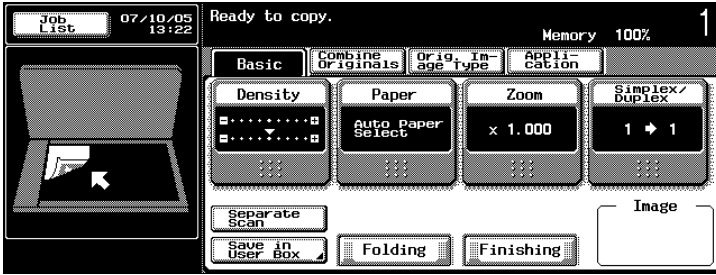 Job
List
07/10/05
13:22
Ready to copy.
Memory 100%
1
Basic
Combine
Originals
Orig. Im-
age Type
Appli-
cation
Density
Paper
Auto Paper
Select
Zoom
× 1.000
Simplex/
Duplex
1 ➔ 1
Separate
Scan
Save in
User Box
Folding
Finishing
Image